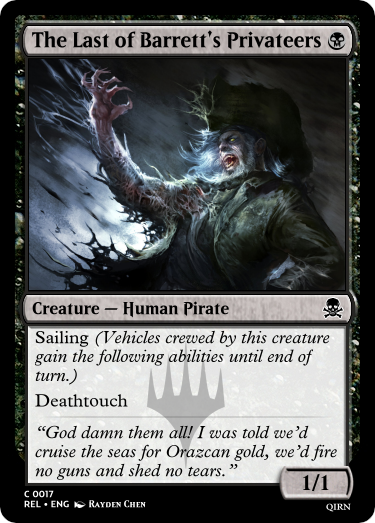 The Last of Barrett's Privateers
Creature — Human Pirate
Sailing (Vehicles crewed by this creature
gain the following abilities until end of
turn.)
Deathtouch
“God damn them all! I was told we’d
cruise the seas for Orazcan gold, we’d fire
no guns and shed no tears.”
1/1
C 0017
REL • ENG Rayden Chen
QIRN